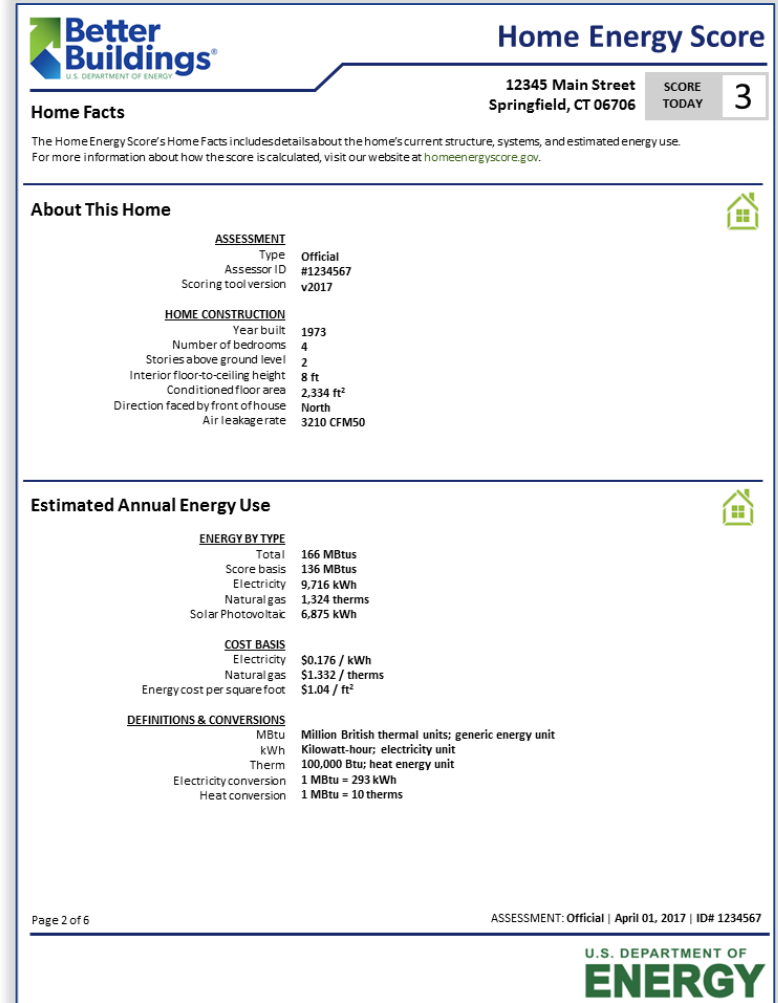 Better
Buildings®
U.S. DEPARTMENT OF ENERGY
Home Energy Score
12345 Main Street
Springfield, CT 06706
SCORE
TODAY
3
Home Facts
The Home Energy Score's Home Facts includes details about the home's current structure, systems, and estimated energy use.
For more information about how the score is calculated, visit our website at homeenergyscore.gov.
About This Home
ASSESSMENT
Type Official
Assessor ID #1234567
Scoring tool version v2017
HOME CONSTRUCTION
Year built 1973
Number of bedrooms 4
Stories above ground level 2
Interior floor-to-ceiling height 8 ft
Conditioned floor area 2,334 ft²
Direction faced by front of house North
Air leakage rate 3210 CFM50
Estimated Annual Energy Use
ENERGY BY TYPE
Total 166 MBtus
Score basis 136 MBtus
Electricity 9,716 kWh
Natural gas 1,324 therms
Solar Photovoltaic 6,875 kWh
COST BASIS
Electricity $0.176 / kWh
Natural gas $1.332 / therms
Energy cost per square foot $1.04 / ft²
DEFINITIONS & CONVERSIONS
MBtu Million British thermal units; generic energy unit
kWh Kilowatt-hour; electricity unit
Therm 100,000 Btu; heat energy unit
Electricity conversion 1 MBtu = 293 kWh
Heat conversion 1 MBtu = 10 therms
Page 2 of 6
ASSESSMENT: Official | April 01, 2017 | ID# 1234567
U.S. DEPARTMENT OF
ENERGY